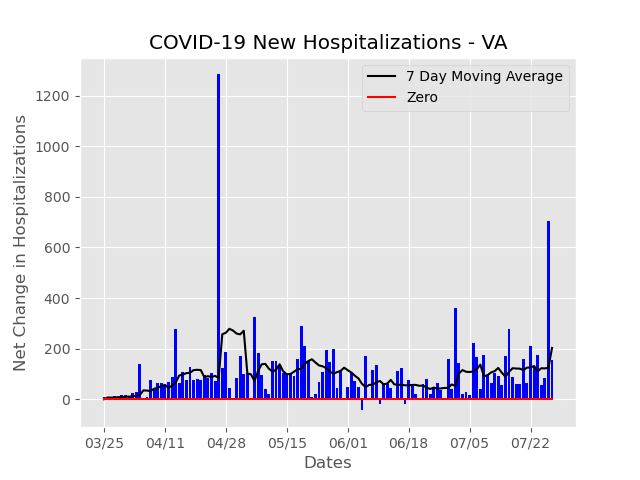 COVID-19 New Hospitalizations - VA
7 Day Moving Average
Zero
Net Change in Hospitalizations
1200
1000
800
600
400
200
0
03/25 04/11 04/28 05/15 06/01 06/18 07/05 07/22
Dates